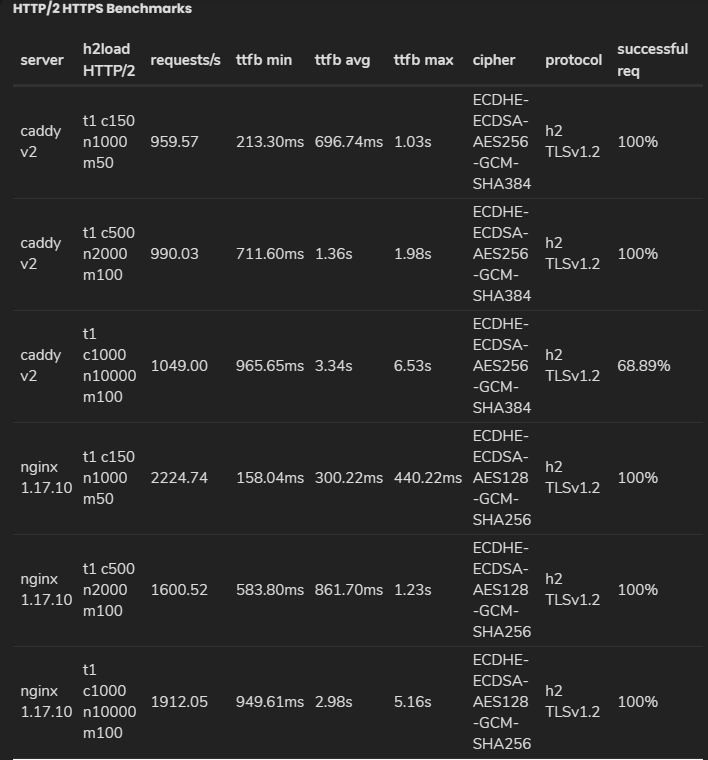 HTTP/2 HTTPS Benchmarks
server h2load HTTP/2 requests/s ttfb min ttfb avg ttfb max cipher protocol successful req
caddy v2 t1 c150 n1000 m50 959.57 213.30ms 696.74ms 1.03s ECDHE-ECDSA-AES256-GCM-SHA384 h2 TLSv1.2 100%
caddy v2 t1 c500 n2000 m100 990.03 711.60ms 1.36s 1.98s ECDHE-ECDSA-AES256-GCM-SHA384 h2 TLSv1.2 100%
caddy v2 t1 c1000 n10000 m100 1049.00 965.65ms 3.34s 6.53s ECDHE-ECDSA-AES256-GCM-SHA384 h2 TLSv1.2 68.89%
nginx 1.17.10 t1 c150 n1000 m50 2224.74 158.04ms 300.22ms 440.22ms ECDHE-ECDSA-AES128-GCM-SHA256 h2 TLSv1.2 100%
nginx 1.17.10 t1 c500 n2000 m100 1600.52 583.80ms 861.70ms 1.23s ECDHE-ECDSA-AES128-GCM-SHA256 h2 TLSv1.2 100%
nginx 1.17.10 t1 c1000 n10000 m100 1912.05 949.61ms 2.98s 5.16s ECDHE-ECDSA-AES128-GCM-SHA256 h2 TLSv1.2 100%